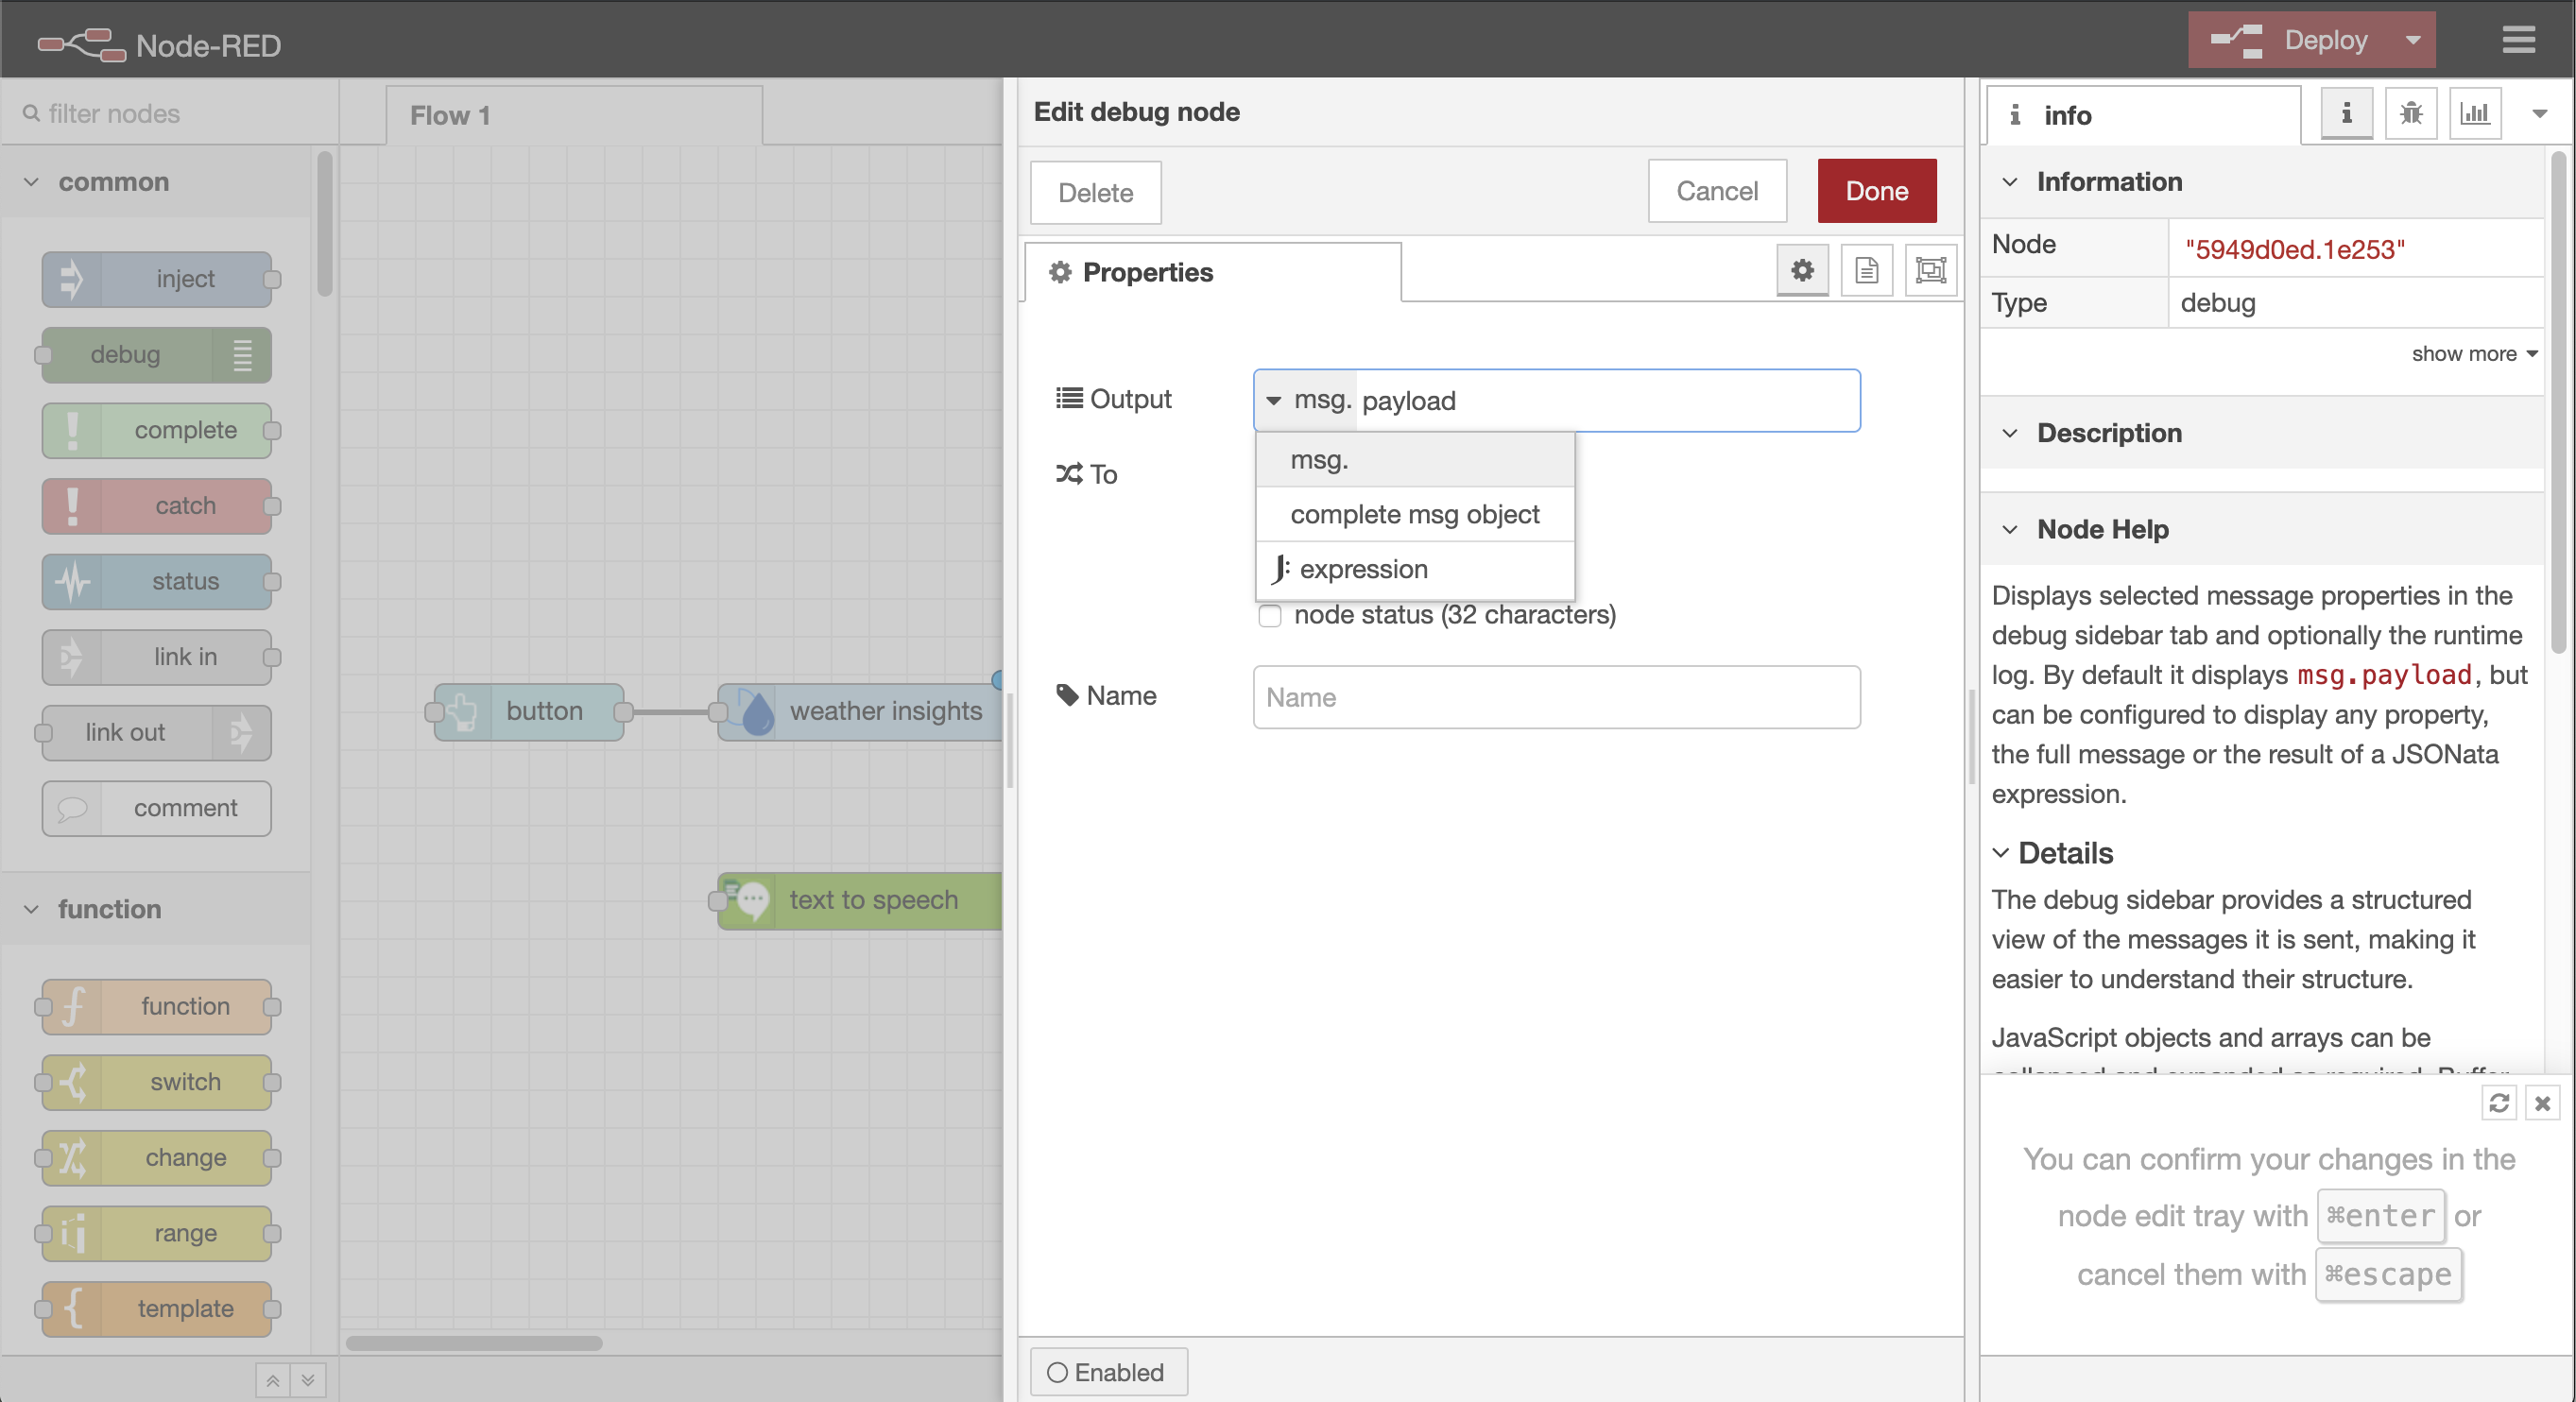 Node-RED
Deploy
filter nodes
common
inject
debug
complete
catch
status
link in
link out
comment
function
function
switch
change
range
template
Flow 1
button
weather insights
text to speech
Edit debug node
Delete
Cancel
Done
Properties
Output
msg. payload
msg.
complete msg object
expression
To
node status (32 characters)
Name
Name
Enabled
info
Information
Node "5949d0ed.1e253"
Type debug
show more
Description
Node Help
Displays selected message properties in the
debug sidebar tab and optionally the runtime
log. By default it displays msg.payload, but
can be configured to display any property,
the full message or the result of a JSONata
expression.
Details
The debug sidebar provides a structured
view of the messages it is sent, making it
easier to understand their structure.
JavaScript objects and arrays can be
collapsed and expanded as required. Buffer
You can confirm your changes in the
node edit tray with ⌘enter or
cancel them with ⌘escape